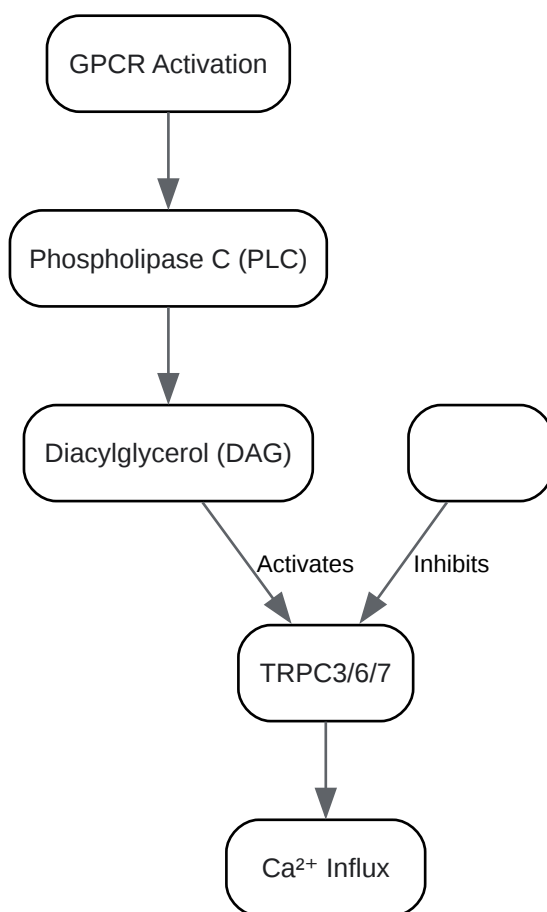 GPCR Activation
Phospholipase C (PLC)
Diacylglycerol (DAG)
Activates
Inhibits
TRPC3/6/7
Ca²⁺ Influx